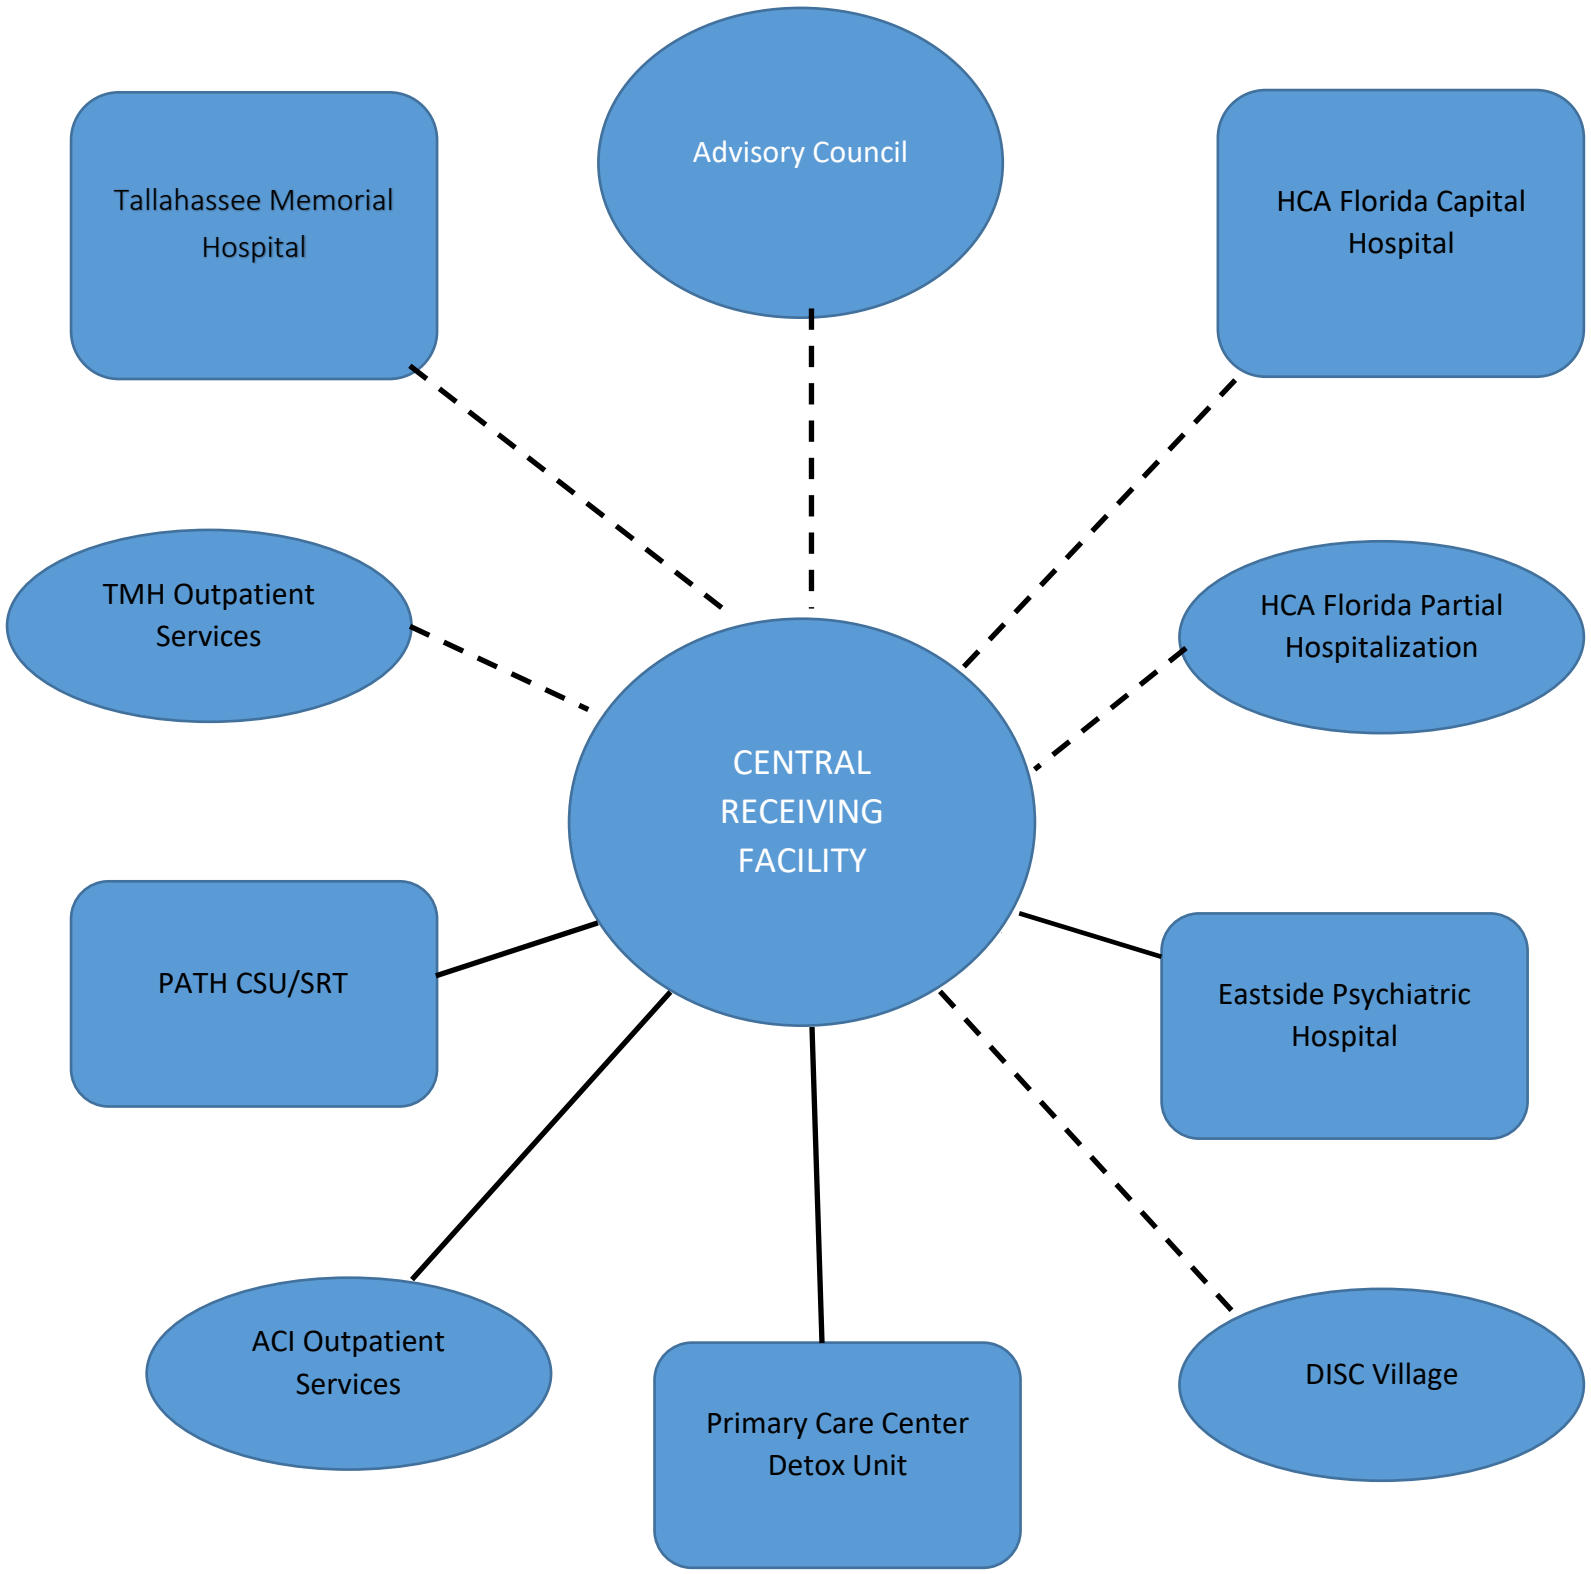 Advisory Council
Tallahassee Memorial
Hospital
HCA Florida Capital
Hospital
TMH Outpatient
Services
HCA Florida Partial
Hospitalization
CENTRAL
RECEIVING
FACILITY
PATH CSU/SRT
Eastside Psychiatric
Hospital
ACI Outpatient
Services
Primary Care Center
Detox Unit
DISC Village